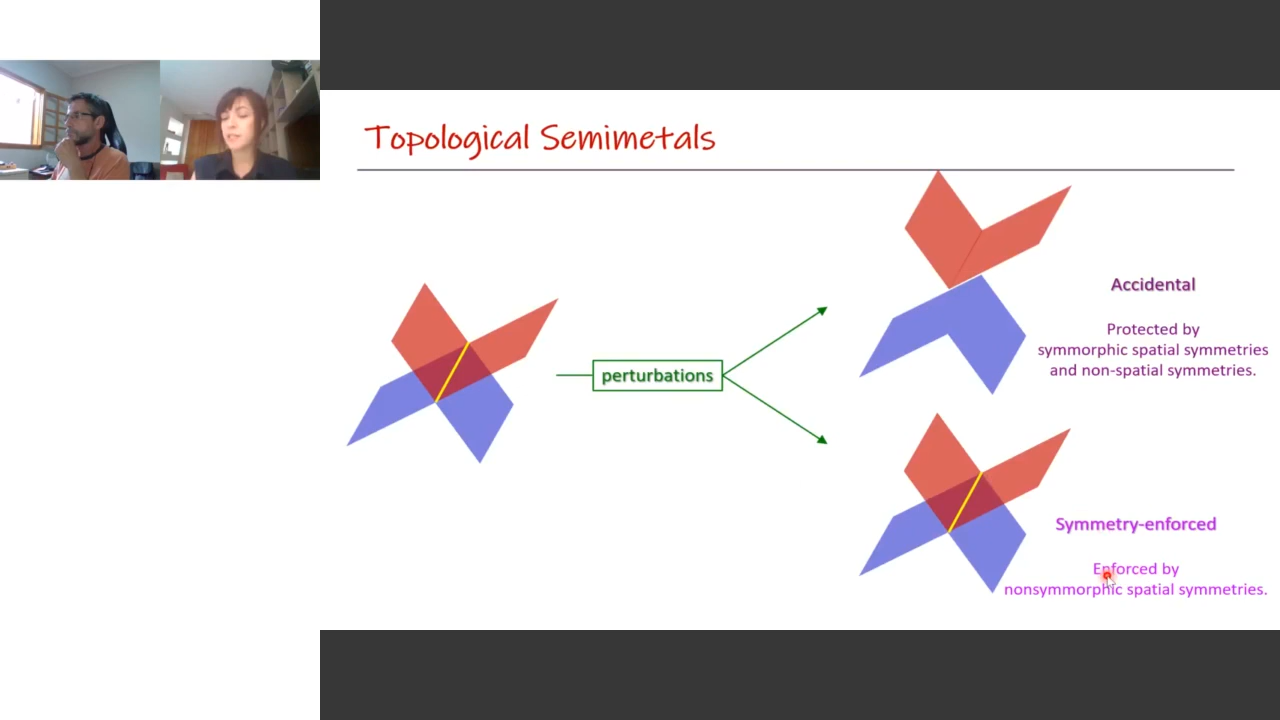 Topological Semimetals
perturbations
Accidental
Protected by
symmorphic spatial symmetries
and non-spatial symmetries.
Symmetry-enforced
Enforced by
nonsymmorphic spatial symmetries.